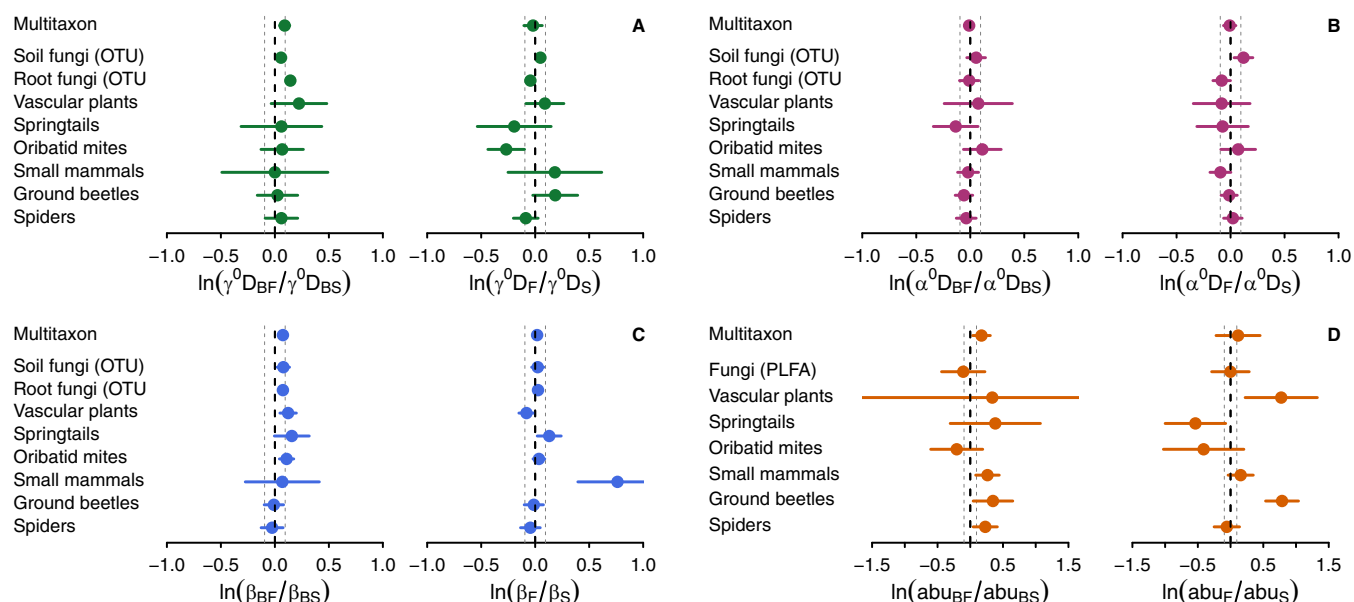 A
Multitaxon
Soil fungi (OTU)
Root fungi (OTU
Vascular plants
Springtails
Oribatid mites
Small mammals
Ground beetles
Spiders
−1.0 −0.5 0.0 0.5 1.0
ln(γ⁰D_BF/γ⁰D_BS)
−1.0 −0.5 0.0 0.5 1.0
ln(γ⁰D_F/γ⁰D_S)
B
Multitaxon
Soil fungi (OTU)
Root fungi (OTU
Vascular plants
Springtails
Oribatid mites
Small mammals
Ground beetles
Spiders
−1.0 −0.5 0.0 0.5 1.0
ln(α⁰D_BF/α⁰D_BS)
−1.0 −0.5 0.0 0.5 1.0
ln(α⁰D_F/α⁰D_S)
C
Multitaxon
Soil fungi (OTU)
Root fungi (OTU
Vascular plants
Springtails
Oribatid mites
Small mammals
Ground beetles
Spiders
−1.0 −0.5 0.0 0.5 1.0
ln(β_BF/β_BS)
−1.0 −0.5 0.0 0.5 1.0
ln(β_F/β_S)
D
Multitaxon
Fungi (PLFA)
Vascular plants
Springtails
Oribatid mites
Small mammals
Ground beetles
Spiders
−1.5 −0.5 0.5 1.5
ln(abu_BF/abu_BS)
−1.5 −0.5 0.5 1.5
ln(abu_F/abu_S)